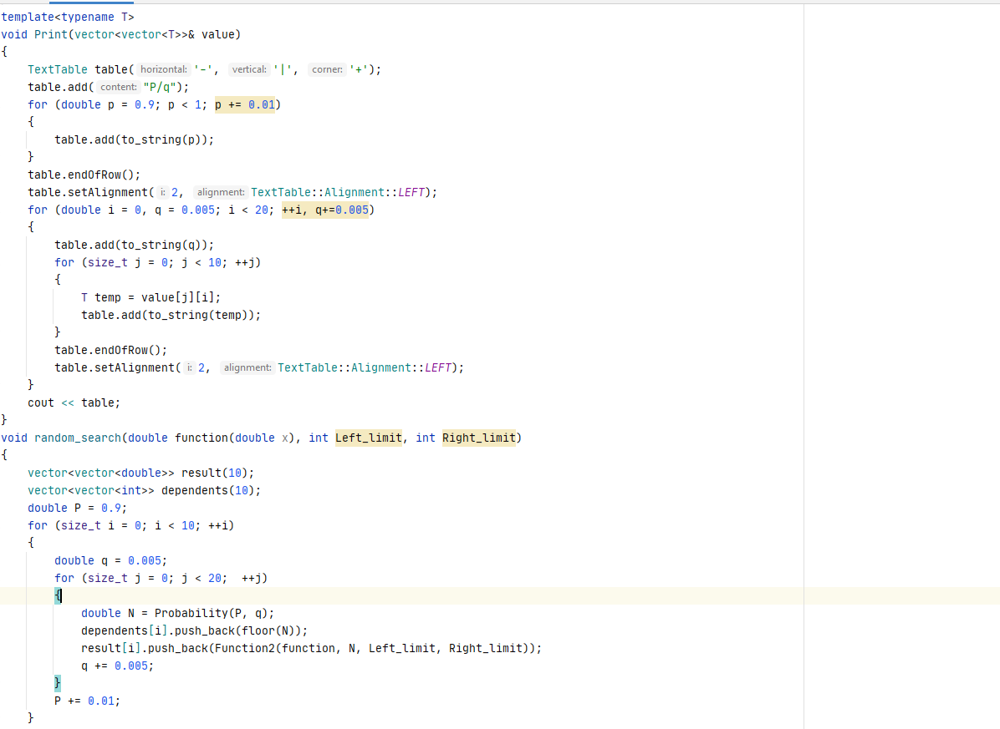 template<typename T>
void Print(vector<vector<T>>& value)
{
    TextTable table( horizontal: '-', vertical: '|', corner: '+');
    table.add( content: "P/q");
    for (double p = 0.9; p < 1; p += 0.01)
    {
        table.add(to_string(p));
    }
    table.endOfRow();
    table.setAlignment( i: 2, alignment: TextTable::Alignment::LEFT);
    for (double i = 0, q = 0.005; i < 20; ++i, q+=0.005)
    {
        table.add(to_string(q));
        for (size_t j = 0; j < 10; ++j)
        {
            T temp = value[j][i];
            table.add(to_string(temp));
        }
        table.endOfRow();
        table.setAlignment( i: 2, alignment: TextTable::Alignment::LEFT);
    }
    cout << table;
}
void random_search(double function(double x), int Left_limit, int Right_limit)
{
    vector<vector<double>> result(10);
    vector<vector<int>> dependents(10);
    double P = 0.9;
    for (size_t i = 0; i < 10; ++i)
    {
        double q = 0.005;
        for (size_t j = 0; j < 20;  ++j)
        {
            double N = Probability(P, q);
            dependents[i].push_back(floor(N));
            result[i].push_back(Function2(function, N, Left_limit, Right_limit));
            q += 0.005;
        }
        P += 0.01;
    }